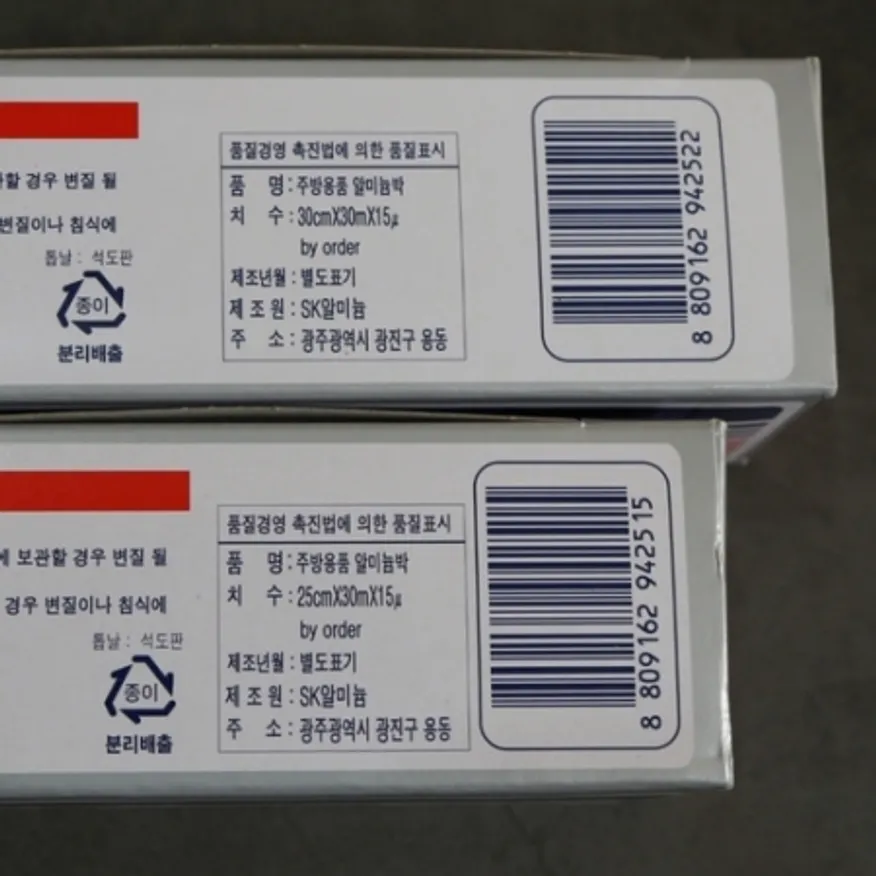 품질경영 촉진법에 의한 품질표시
할 경우 변질 될
품 명 : 주방용품 알미늄박
변질이나 침식에
치 수 : 30cmX30mX15μ
by order
톱날 : 석도판
제조년월 : 별도표기
종이
제 조 원 : SK알미늄
분리배출
주 소 : 광주광역시 광진구 용동
8 809162 942522
품질경영 촉진법에 의한 품질표시
에 보관할 경우 변질 될
품 명 : 주방용품 알미늄박
경우 변질이나 침식에
치 수 : 25cmX30mX15μ
by order
톱날 : 석도판
제조년월 : 별도표기
종이
제 조 원 : SK알미늄
분리배출
주 소 : 광주광역시 광진구 용동
8 809162 942515